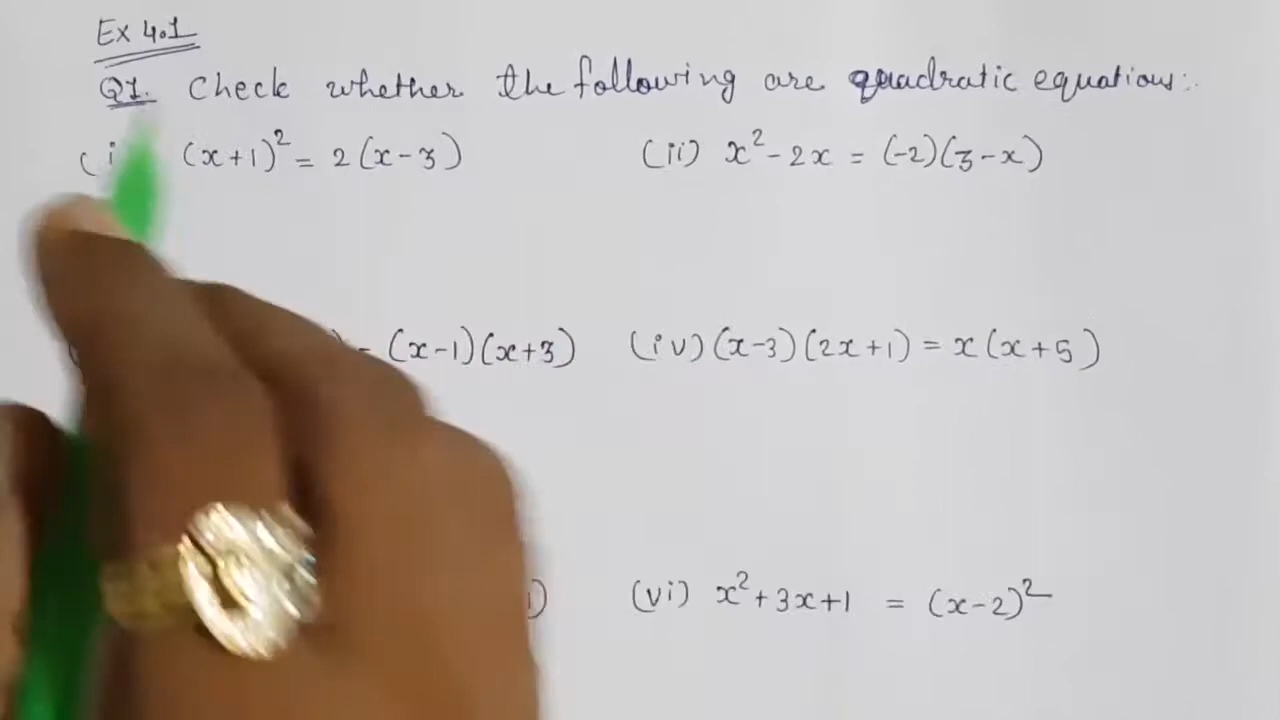 Ex 4.1
Q1. Check whether the following are quadratic equations:
(i) (x+1)² = 2(x-3) (ii) x² - 2x = (-2)(3-x)
(x-1)(x+3) (iv) (x-3)(2x+1) = x(x+5)
(vi) x² + 3x + 1 = (x-2)²